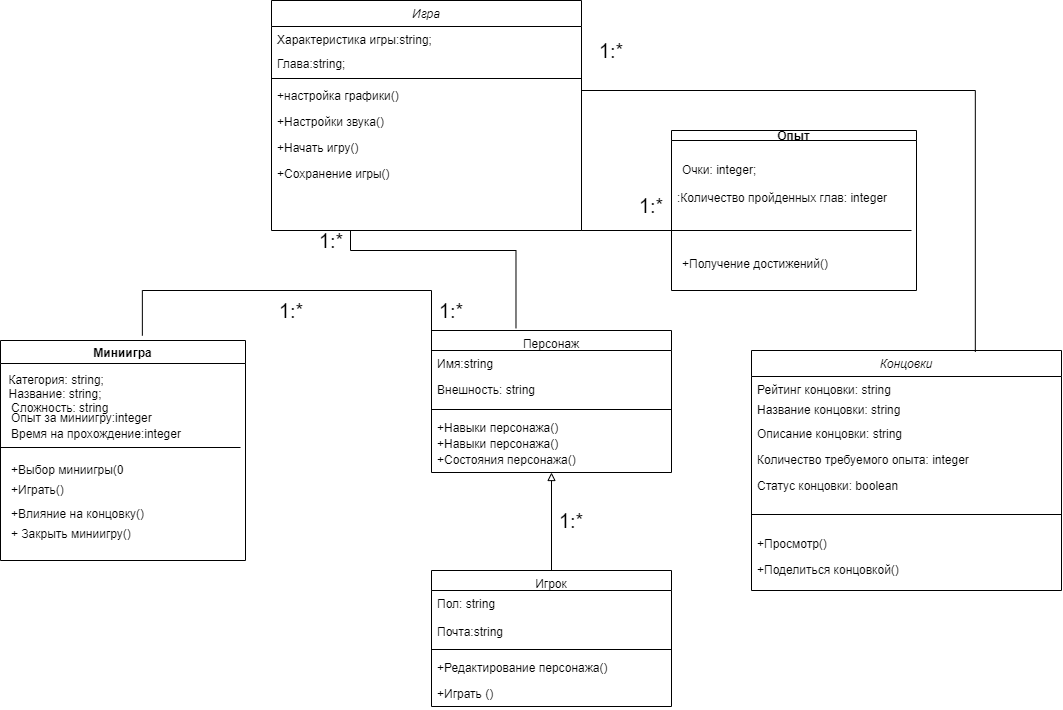 Игра
Характеристика игры:string;
Глава:string;
+настройка графики()
+Настройки звука()
+Начать игру()
+Сохранение игры()
1:*
Опыт
Очки: integer;
:Количество пройденных глав: integer
+Получение достижений()
1:*
1:*
1:*
1:*
Миниигра
Категория: string;
Название: string;
Сложность: string
Опыт за миниигру:integer
Время на прохождение:integer
+Выбор миниигры(0
+Играть()
+Влияние на концовку()
+ Закрыть миниигру()
Персонаж
Имя:string
Внешность: string
+Навыки персонажа()
+Навыки персонажа()
+Состояния персонажа()
Концовки
Рейтинг концовки: string
Название концовки: string
Описание концовки: string
Количество требуемого опыта: integer
Статус концовки: boolean
+Просмотр()
+Поделиться концовкой()
1:*
Игрок
Пол: string
Почта:string
+Редактирование персонажа()
+Играть ()